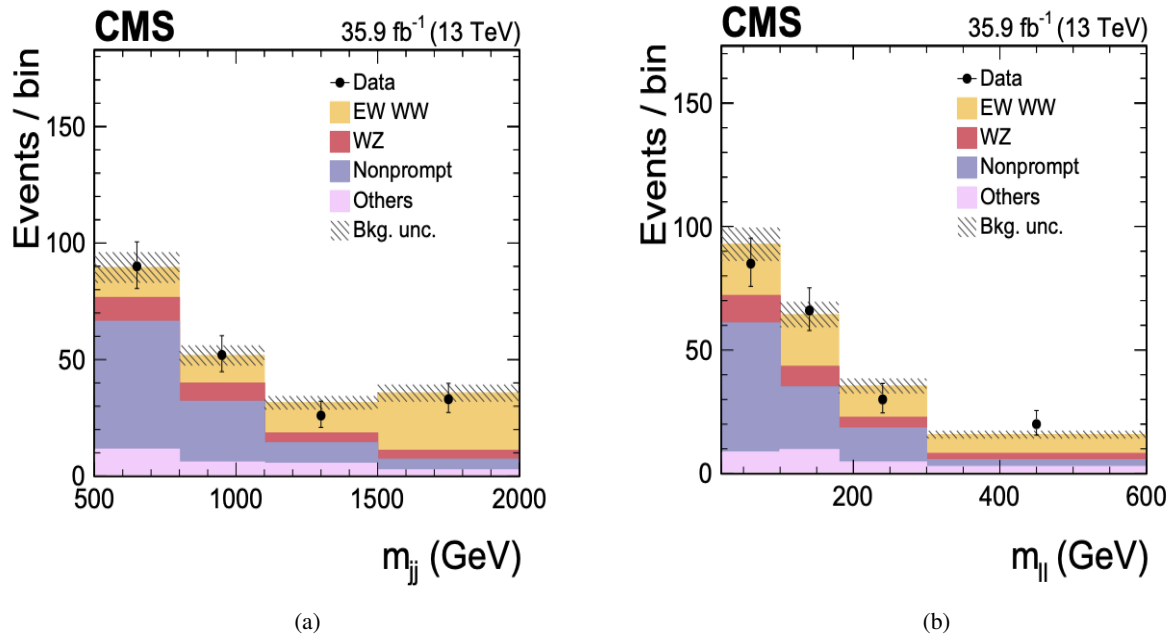 CMS
35.9 fb⁻¹ (13 TeV)
Events / bin
150
100
50
0
Data
EW WW
WZ
Nonprompt
Others
Bkg. unc.
500 1000 1500 2000
m_jj (GeV)
(a)
CMS
35.9 fb⁻¹ (13 TeV)
Events / bin
150
100
50
0
Data
EW WW
WZ
Nonprompt
Others
Bkg. unc.
200 400 600
m_ll (GeV)
(b)